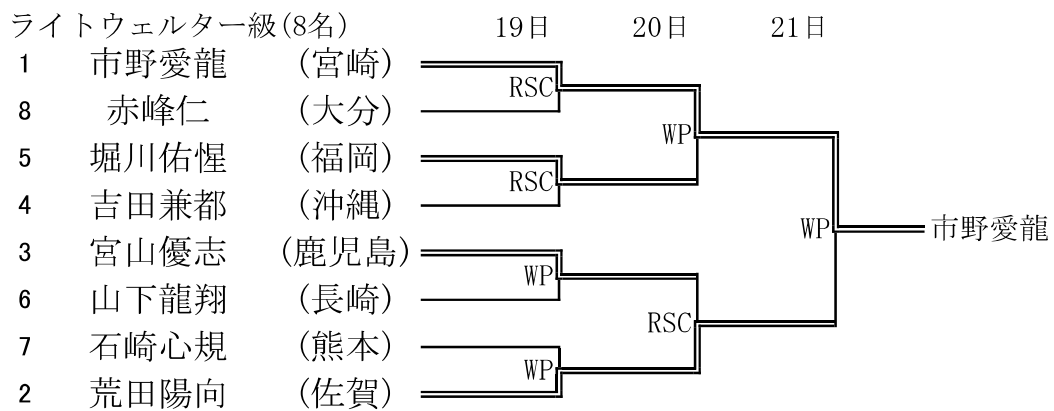 ライトウェルター級(8名) 19日 20日 21日
1 市野愛龍 (宮崎)
RSC
8 赤峰仁 (大分)
WP
5 堀川佑惺 (福岡)
RSC
4 吉田兼都 (沖縄)
WP 市野愛龍
3 宮山優志 (鹿児島)
WP
6 山下龍翔 (長崎)
RSC
7 石崎心規 (熊本)
WP
2 荒田陽向 (佐賀)